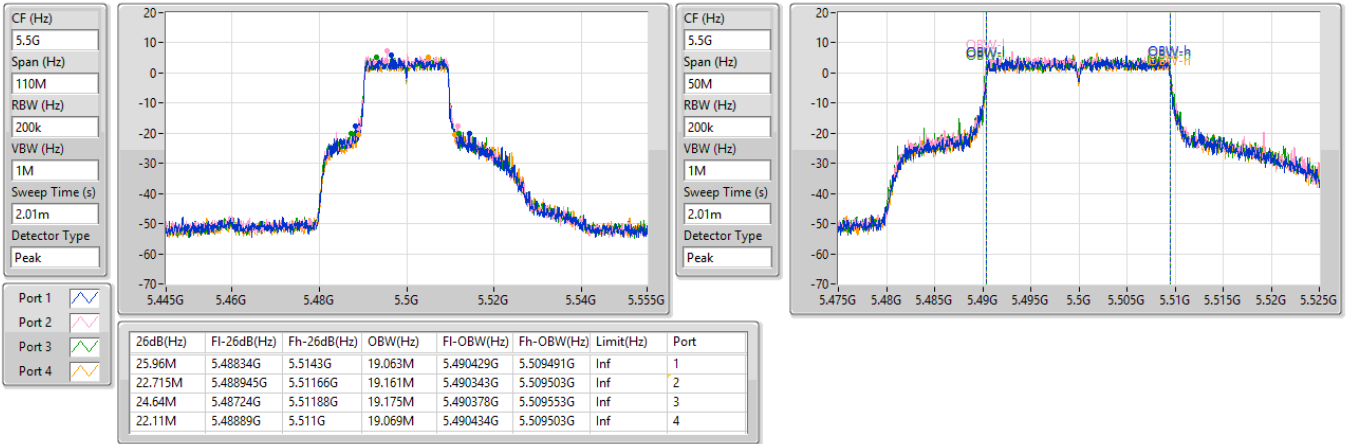 CF (Hz)
5.5G
Span (Hz)
110M
RBW (Hz)
200k
VBW (Hz)
1M
Sweep Time (s)
2.01m
Detector Type
Peak
20-
10-
0-
-10-
-20-
-30-
-40-
-50-
-60-
-70-
5.445G 5.46G 5.48G 5.5G 5.52G 5.54G 5.555G
CF (Hz)
5.5G
Span (Hz)
50M
RBW (Hz)
200k
VBW (Hz)
1M
Sweep Time (s)
2.01m
Detector Type
Peak
20-
10-
0-
-10-
-20-
-30-
-40-
-50-
-60-
-70-
OBW-l OBW-h
5.475G 5.48G 5.485G 5.49G 5.495G 5.5G 5.505G 5.51G 5.515G 5.52G 5.525G
Port 1
Port 2
Port 3
Port 4
26dB(Hz) Fl-26dB(Hz) Fh-26dB(Hz) OBW(Hz) Fl-OBW(Hz) Fh-OBW(Hz) Limit(Hz) Port
25.96M 5.48834G 5.5143G 19.063M 5.490429G 5.509491G Inf 1
22.715M 5.488945G 5.51166G 19.161M 5.490343G 5.509503G Inf 2
24.64M 5.48724G 5.51188G 19.175M 5.490378G 5.509553G Inf 3
22.11M 5.48889G 5.511G 19.069M 5.490434G 5.509503G Inf 4